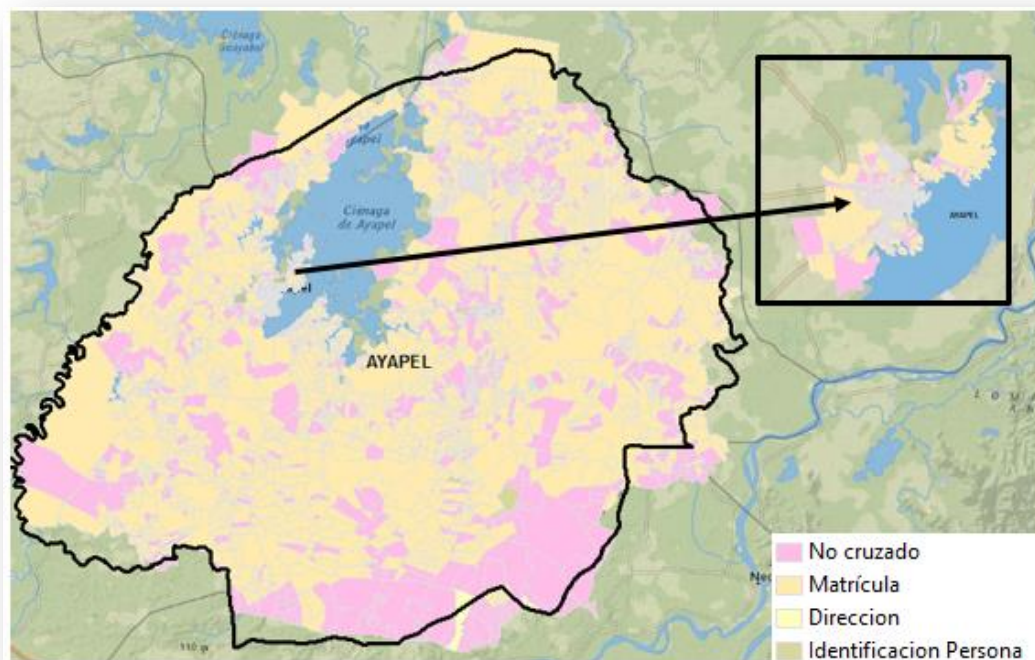 Ciénaga
de Ayapel
AYAPEL
AYAPEL
No cruzado
Matrícula
Direccion
Identificacion Persona